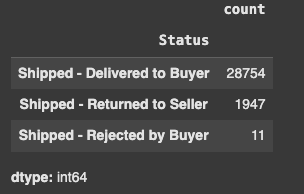 count
Status
Shipped - Delivered to Buyer 28754
Shipped - Returned to Seller 1947
Shipped - Rejected by Buyer 11
dtype: int64